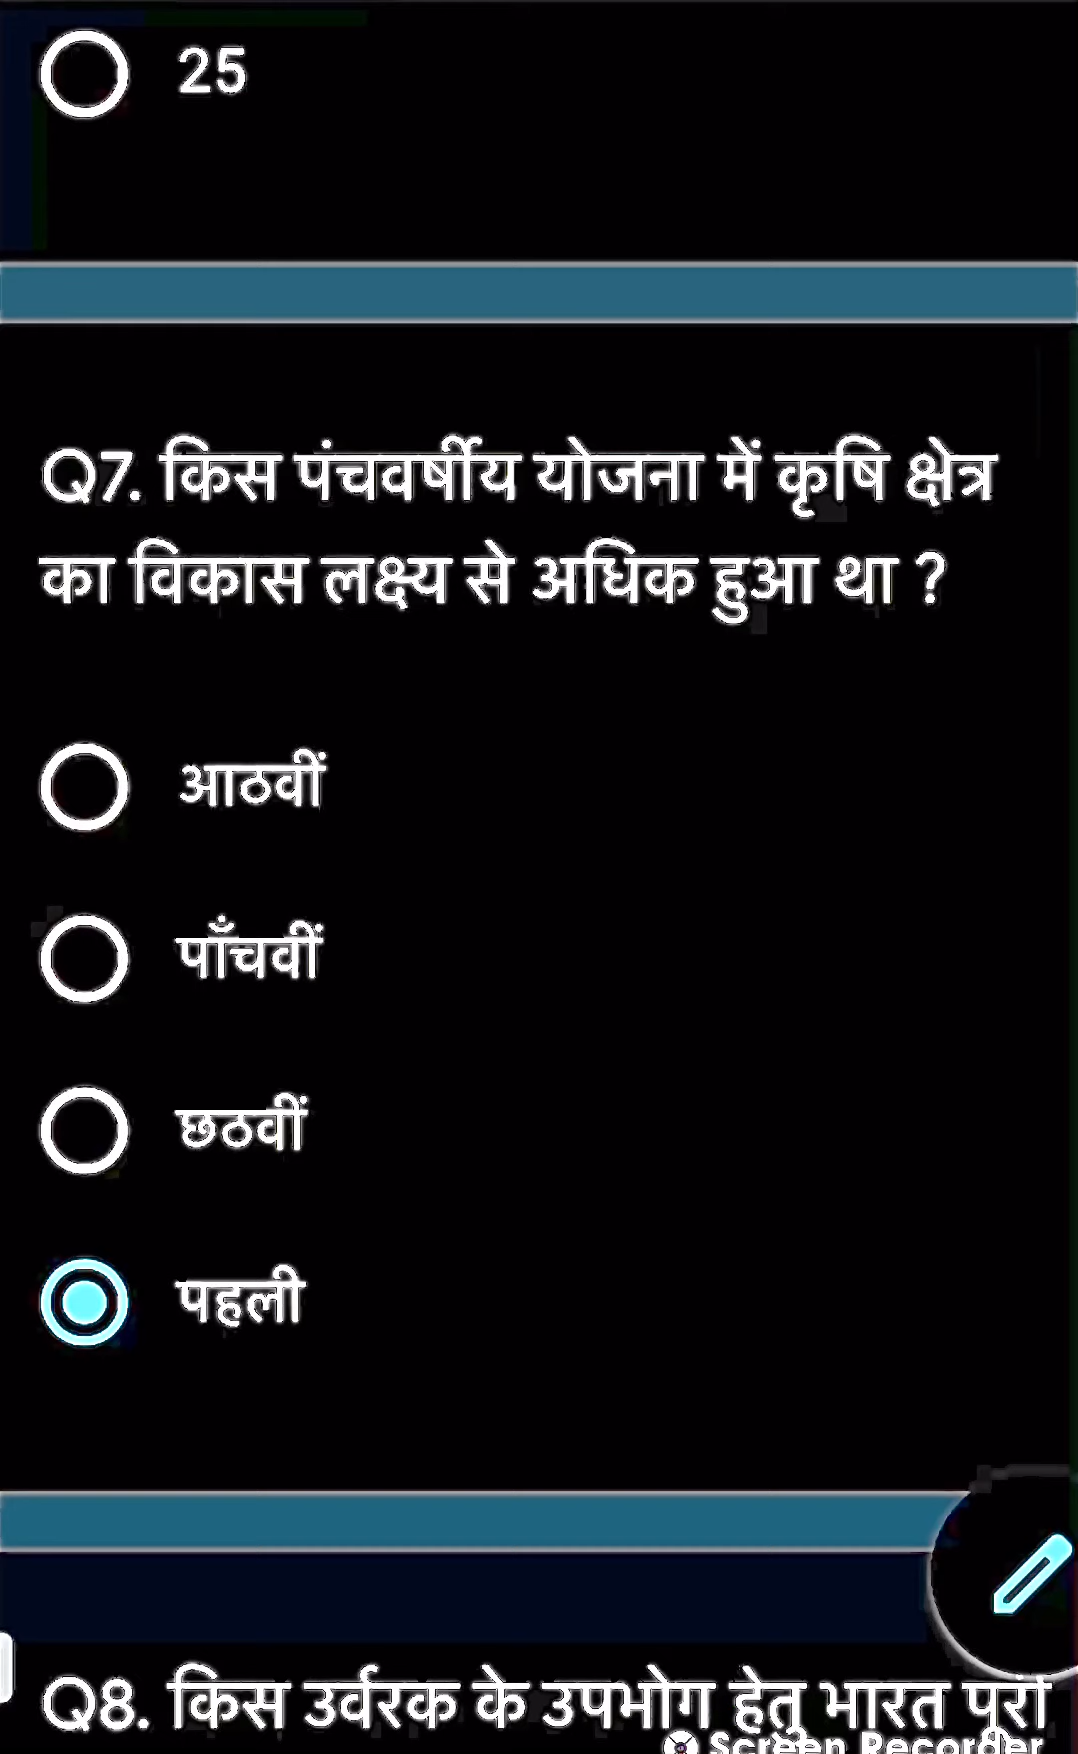 25
Q7. किस पंचवर्षीय योजना में कृषि क्षेत्र
का विकास लक्ष्य से अधिक हुआ था ?
आठवीं
पाँचवीं
छठवीं
पहली
Q8. किस उर्वरक के उपभोग हेतु भारत पूरी
Screen Recorder